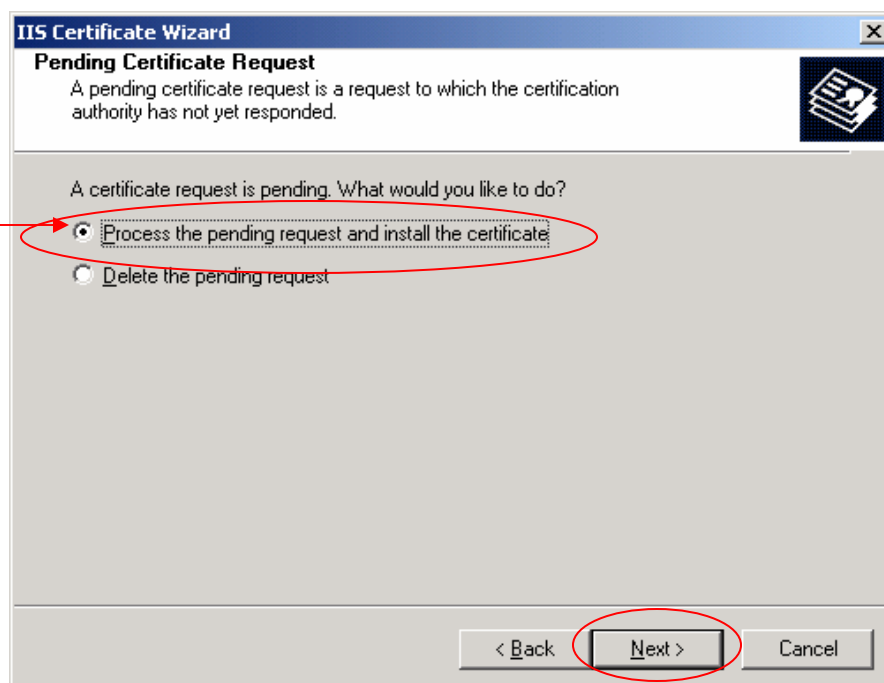 IIS Certificate Wizard
Pending Certificate Request
A pending certificate request is a request to which the certification
authority has not yet responded.
A certificate request is pending. What would you like to do?
Process the pending request and install the certificate
Delete the pending request
< Back
Next >
Cancel